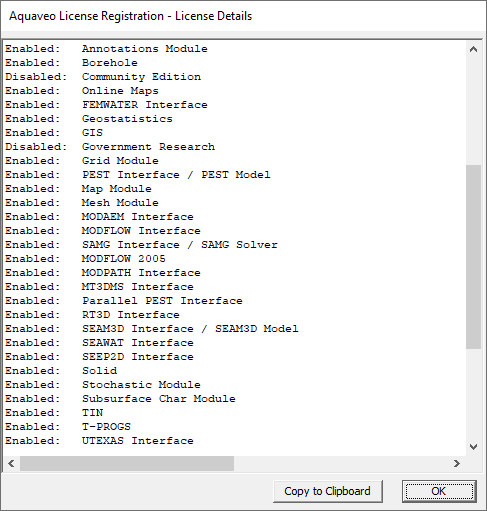 Aquaveo License Registration - License Details
Enabled:   Annotations Module
Enabled:   Borehole
Disabled:  Community Edition
Enabled:   Online Maps
Enabled:   FEMWATER Interface
Enabled:   Geostatistics
Enabled:   GIS
Disabled:  Government Research
Enabled:   Grid Module
Enabled:   PEST Interface / PEST Model
Enabled:   Map Module
Enabled:   Mesh Module
Enabled:   MODAEM Interface
Enabled:   MODFLOW Interface
Enabled:   SAMG Interface / SAMG Solver
Enabled:   MODFLOW 2005
Enabled:   MODPATH Interface
Enabled:   MT3DMS Interface
Enabled:   Parallel PEST Interface
Enabled:   RT3D Interface
Enabled:   SEAM3D Interface / SEAM3D Model
Enabled:   SEAWAT Interface
Enabled:   SEEP2D Interface
Enabled:   Solid
Enabled:   Stochastic Module
Enabled:   Subsurface Char Module
Enabled:   TIN
Enabled:   T-PROGS
Enabled:   UTEXAS Interface
Copy to Clipboard
OK